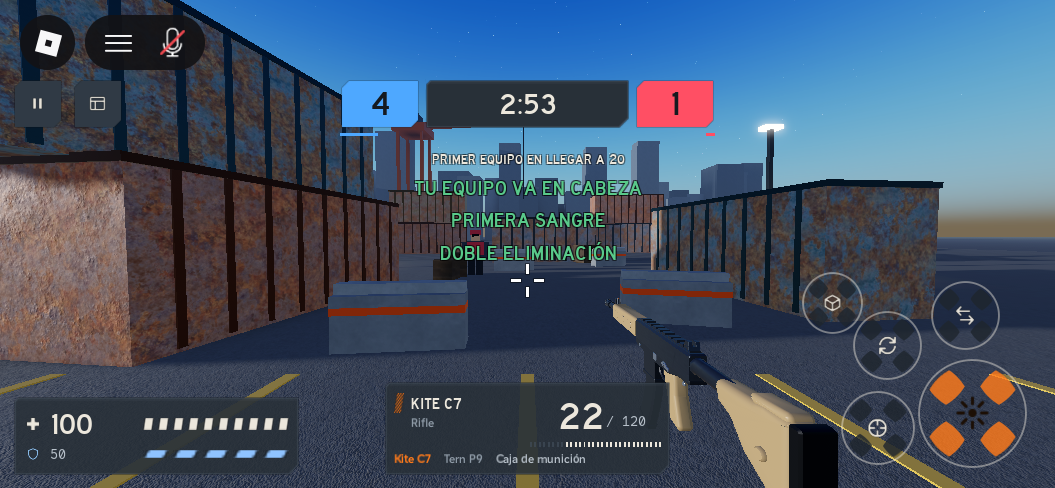 4
2:53
1
PRIMER EQUIPO EN LLEGAR A 20
TU EQUIPO VA EN CABEZA
PRIMERA SANGRE
DOBLE ELIMINACIÓN
+ 100
50
KITE C7
Rifle
22 / 120
Kite C7 Tern P9 Caja de munición